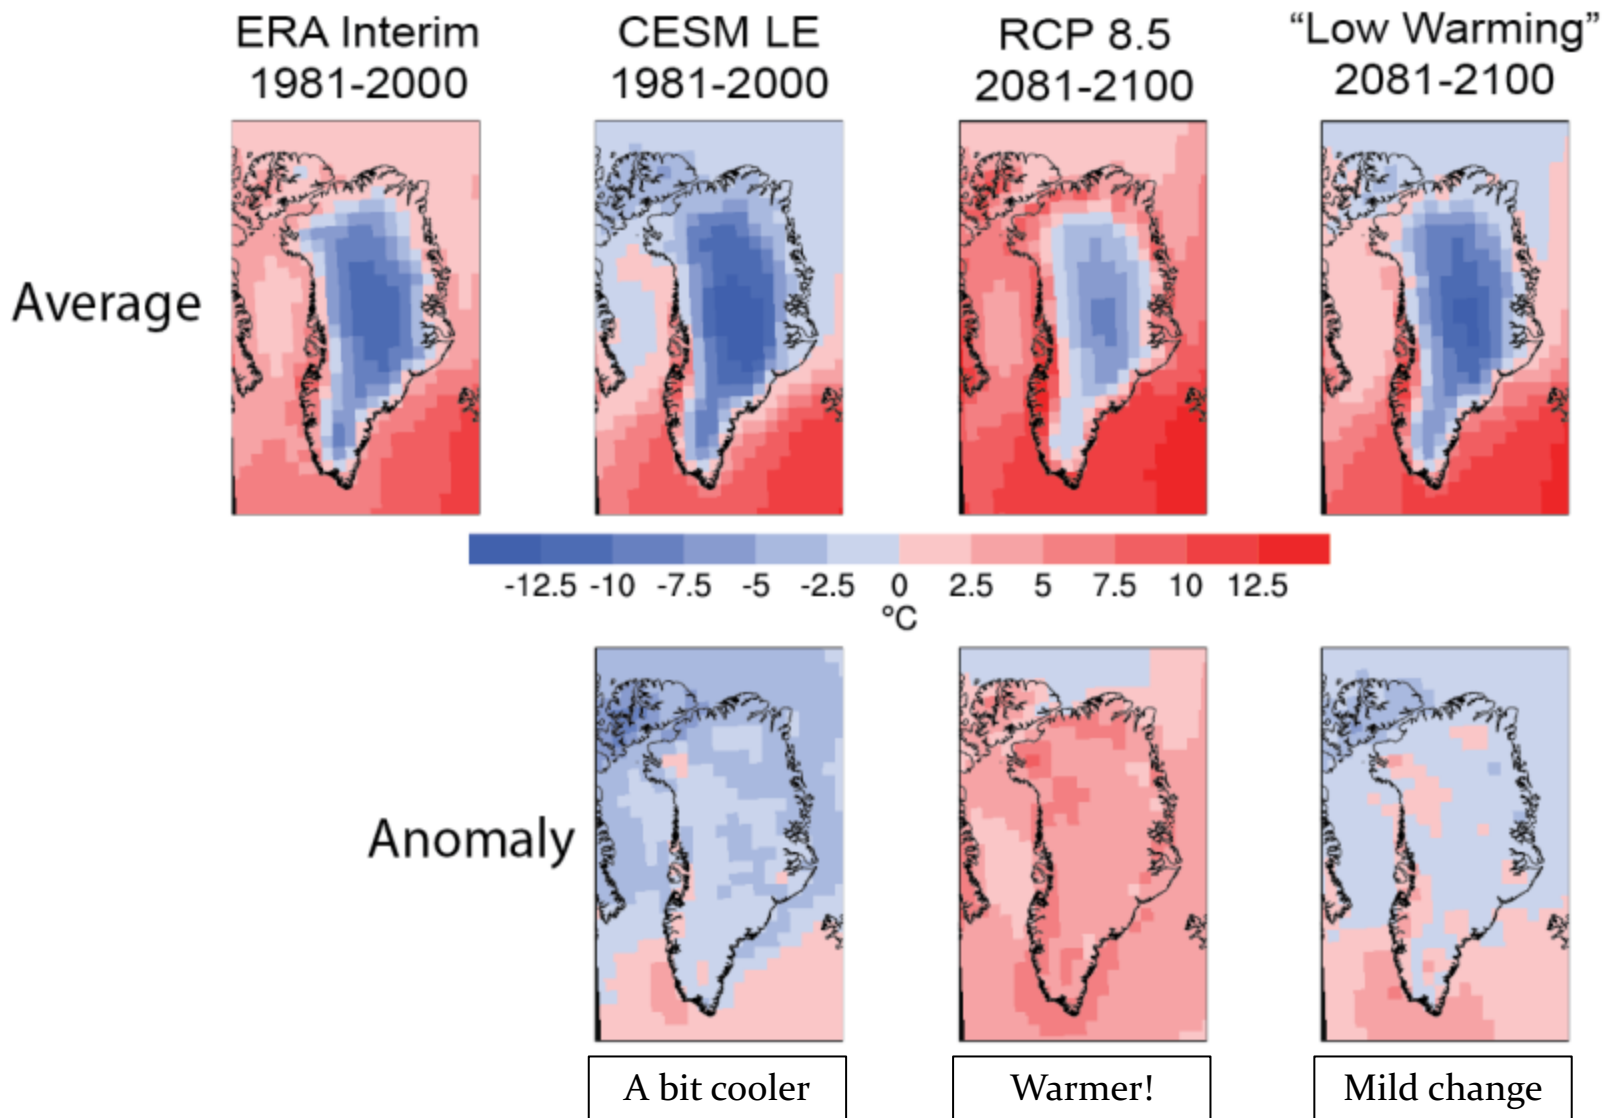 ERA Interim
1981-2000
CESM LE
1981-2000
RCP 8.5
2081-2100
“Low Warming”
2081-2100
Average
-12.5 -10 -7.5 -5 -2.5 0 2.5 5 7.5 10 12.5
°C
Anomaly
A bit cooler
Warmer!
Mild change